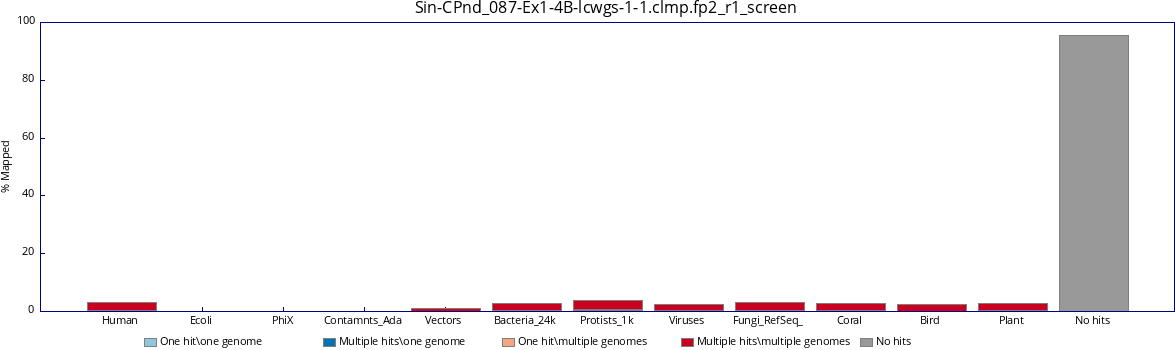 Sin-CPnd_087-Ex1-4B-lcwgs-1-1.clmp.fp2_r1_screen
100
80
60
40
20
0
% Mapped
Human Ecoli PhiX Contamnts_Ada Vectors Bacteria_24k Protists_1k Viruses Fungi_RefSeq_ Coral Bird Plant No hits
One hit\one genome Multiple hits\one genome One hit\multiple genomes Multiple hits\multiple genomes No hits